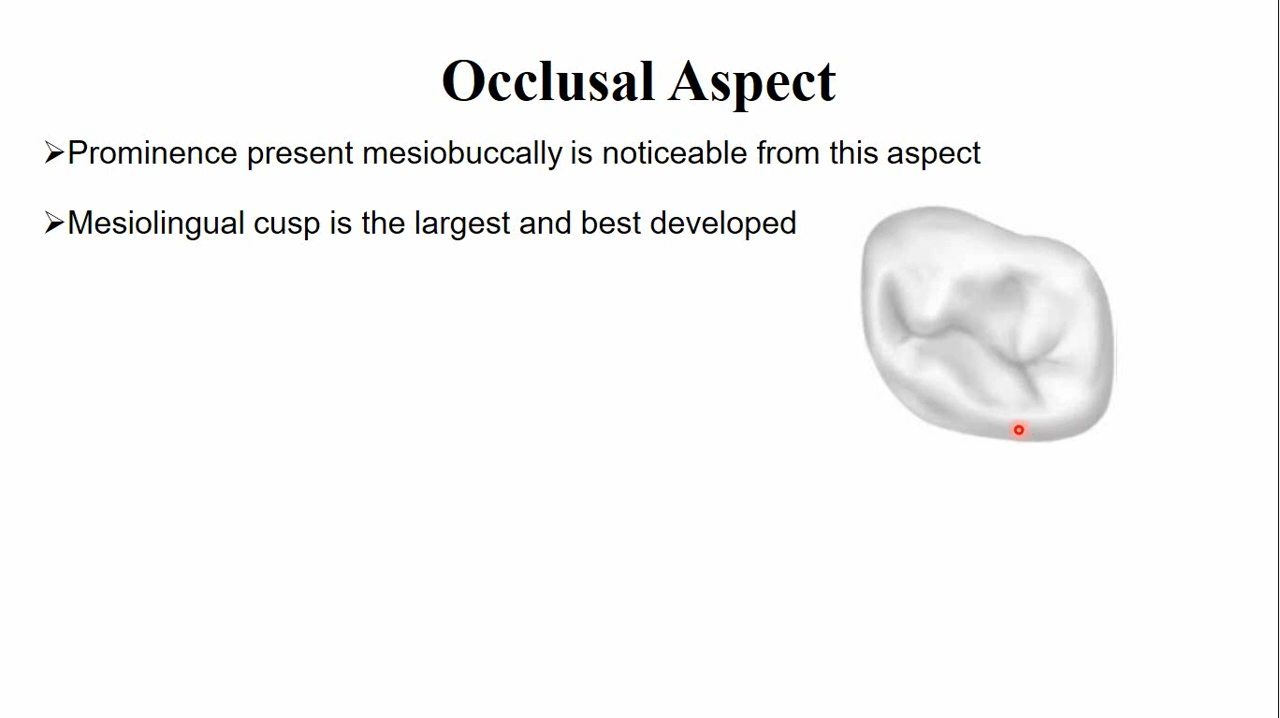 Occlusal Aspect
➢Prominence present mesiobuccally is noticeable from this aspect
➢Mesiolingual cusp is the largest and best developed